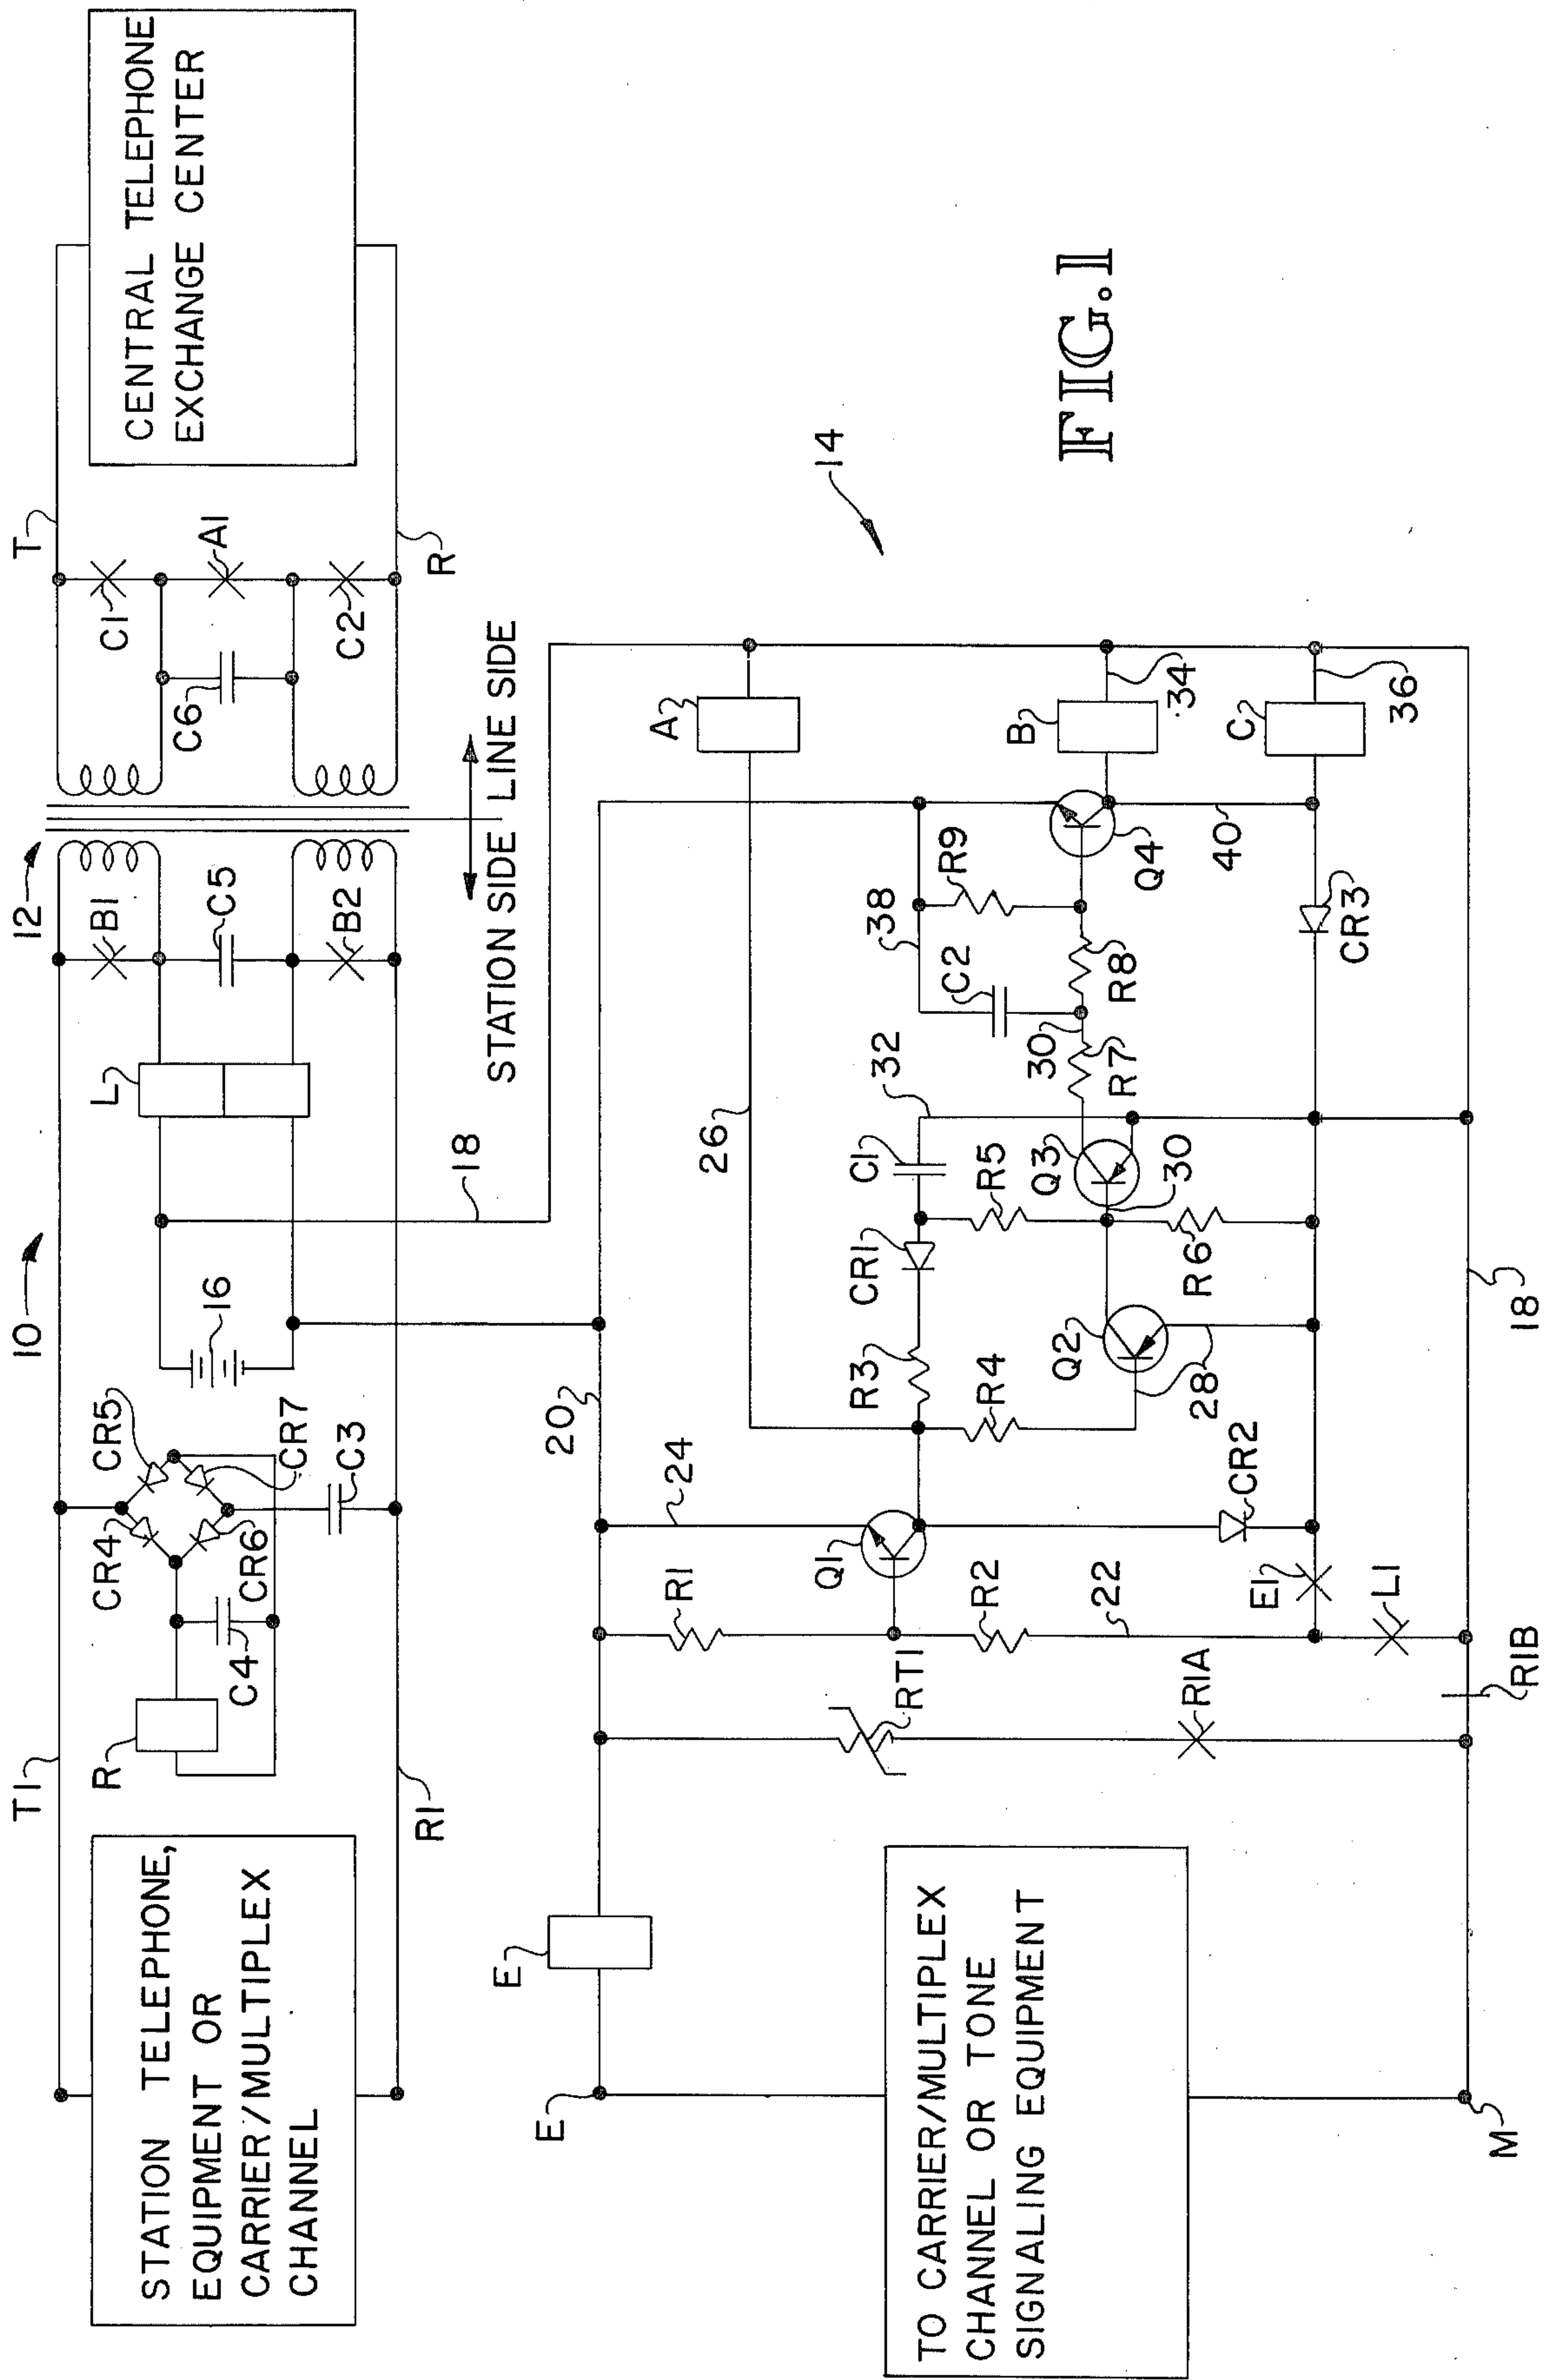 10
12
T1
T
STATION TELEPHONE,
EQUIPMENT OR
CARRIER/MULTIPLEX
CHANNEL
R
C4
CR4
CR5
CR6
CR7
C3
16
L
B1
C5
B2
C6
C1
A1
C2
CENTRAL TELEPHONE
EXCHANGE CENTER
R1
R
18
STATION SIDE
LINE SIDE
14
FIG.1
E
E
20
24
26
A
R1
Q1
R3
CR1
C1
32
38
C2
R9
R4
R5
Q3
30
R7
R8
Q4
B
34
RT1
R2
22
Q2
28
R6
30
40
C
36
R1A
CR2
E1
L1
CR3
R1B
18
M
TO CARRIER/MULTIPLEX
CHANNEL OR TONE
SIGNALING EQUIPMENT